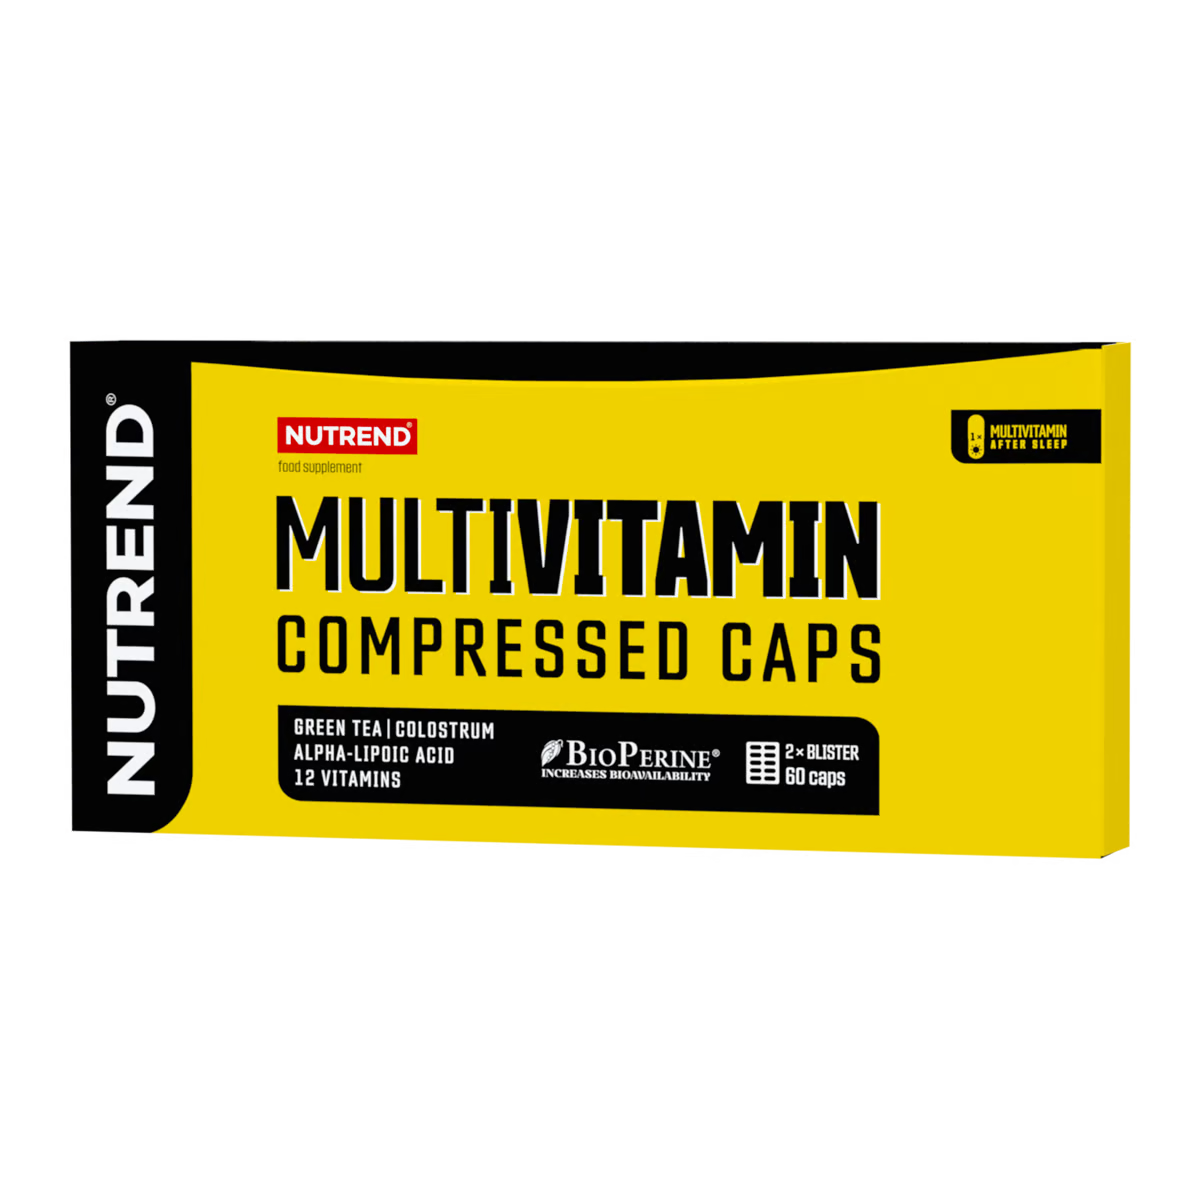 NUTREND®
NUTREND®
food supplement
MULTIVITAMIN
COMPRESSED CAPS
GREEN TEA | COLOSTRUM
ALPHA-LIPOIC ACID
12 VITAMINS
BIOPERINE®
INCREASES BIOAVAILABILITY
2× BLISTER
60 caps
1×
MULTIVITAMIN
AFTER SLEEP